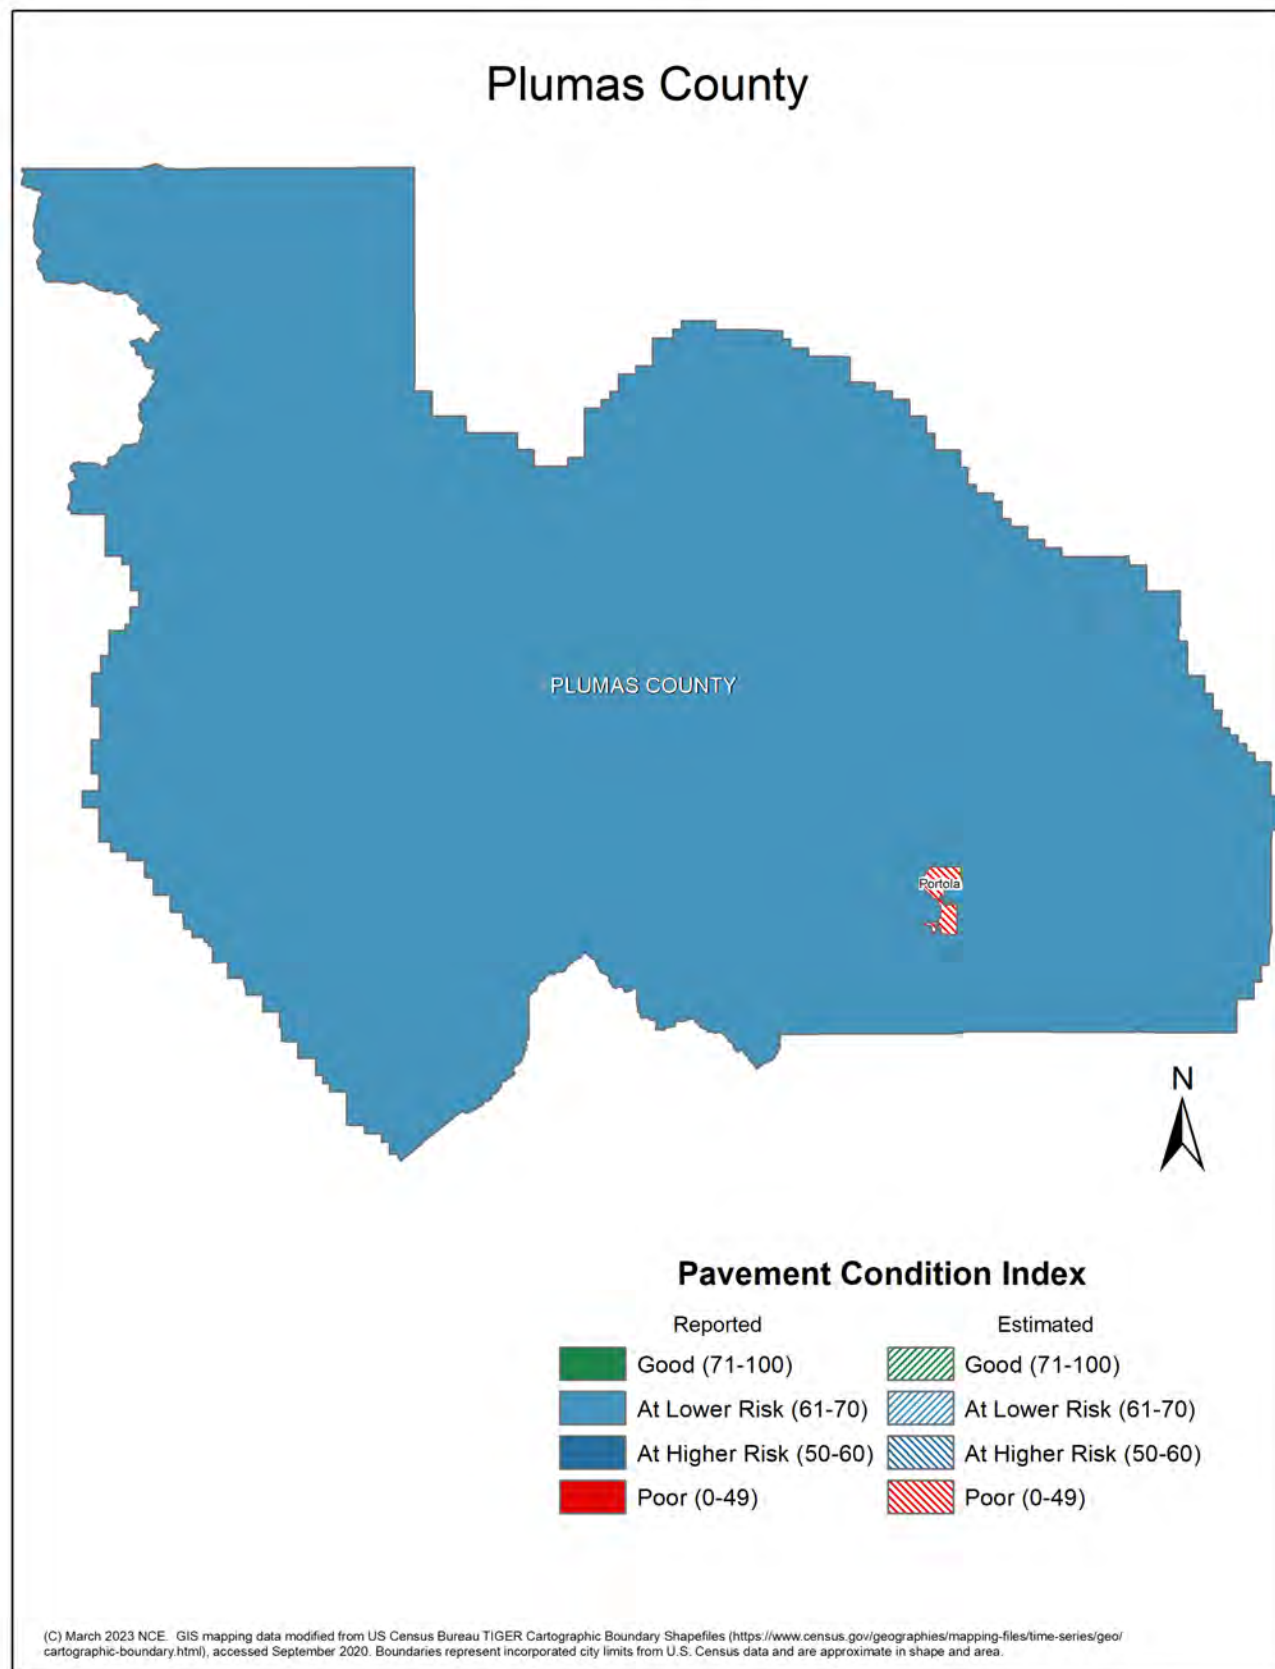 Plumas County
PLUMAS COUNTY
Portola
N
Pavement Condition Index
Reported
Estimated
Good (71-100)
Good (71-100)
At Lower Risk (61-70)
At Lower Risk (61-70)
At Higher Risk (50-60)
At Higher Risk (50-60)
Poor (0-49)
Poor (0-49)
(C) March 2023 NCE. GIS mapping data modified from US Census Bureau TIGER Cartographic Boundary Shapefiles (https://www.census.gov/geographies/mapping-files/time-series/geo/
cartographic-boundary.html), accessed September 2020. Boundaries represent incorporated city limits from U.S. Census data and are approximate in shape and area.